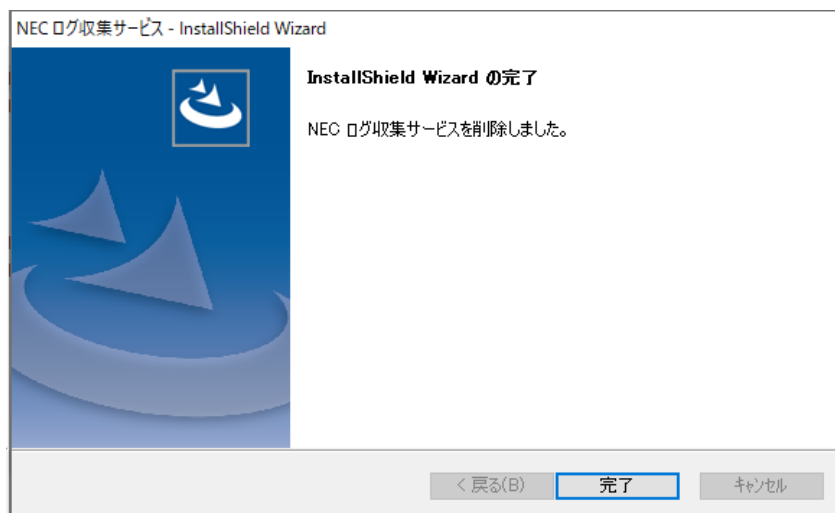 NEC ログ収集サービス - InstallShield Wizard
InstallShield Wizard の完了
NEC ログ収集サービスを削除しました。
< 戻る(B)
完了
キャンセル